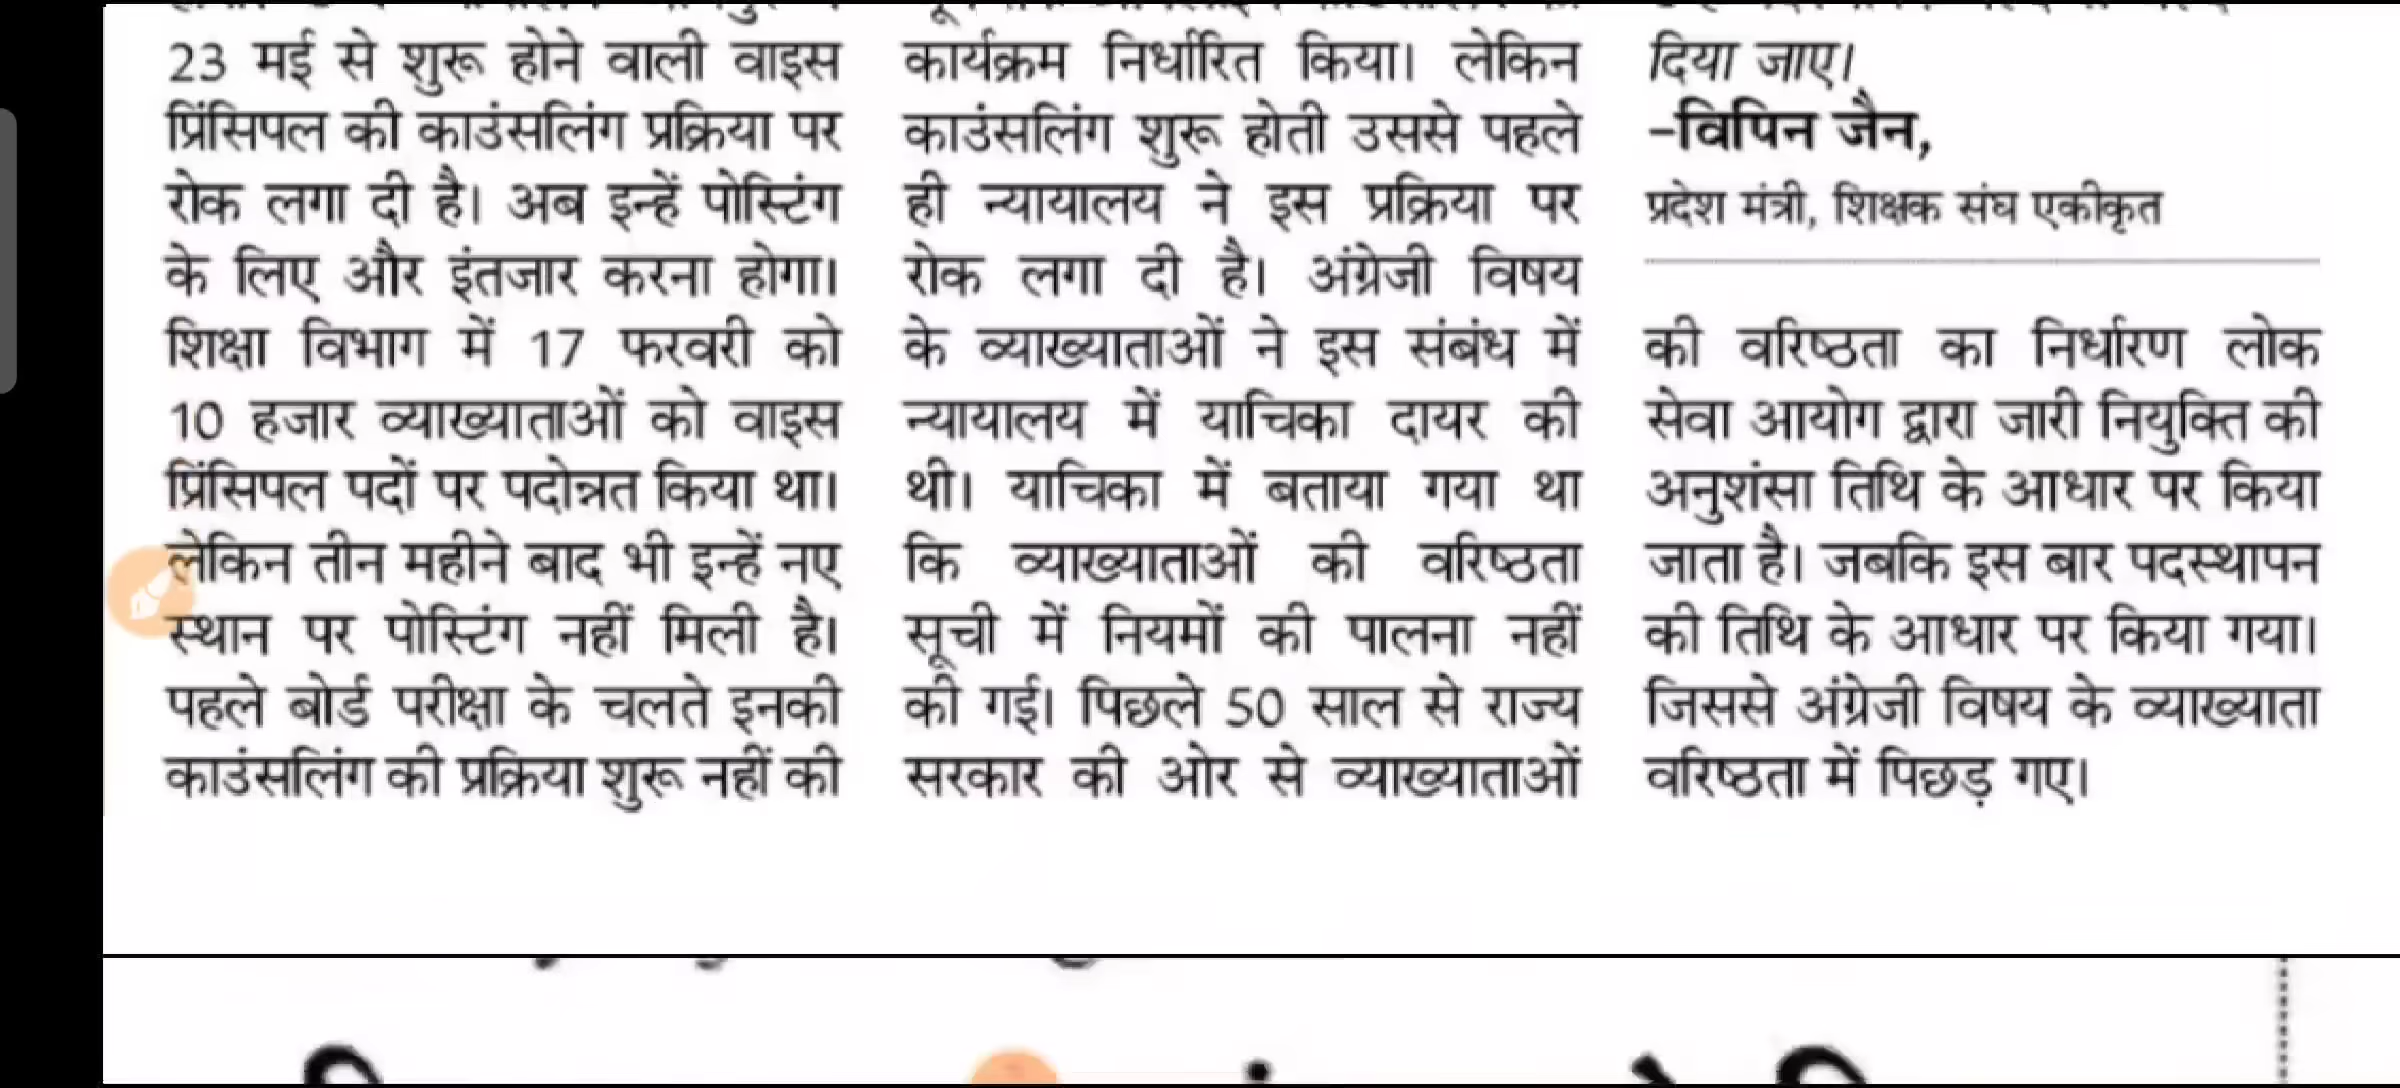 23 मई से शुरू होने वाली वाइस
प्रिंसिपल की काउंसलिंग प्रक्रिया पर
रोक लगा दी है। अब इन्हें पोस्टिंग
के लिए और इंतजार करना होगा।
शिक्षा विभाग में 17 फरवरी को
10 हजार व्याख्याताओं को वाइस
प्रिंसिपल पदों पर पदोन्नत किया था।
लेकिन तीन महीने बाद भी इन्हें नए
स्थान पर पोस्टिंग नहीं मिली है।
पहले बोर्ड परीक्षा के चलते इनकी
काउंसलिंग की प्रक्रिया शुरू नहीं की
कार्यक्रम निर्धारित किया। लेकिन
काउंसलिंग शुरू होती उससे पहले
ही न्यायालय ने इस प्रक्रिया पर
रोक लगा दी है। अंग्रेजी विषय
के व्याख्याताओं ने इस संबंध में
न्यायालय में याचिका दायर की
थी। याचिका में बताया गया था
कि व्याख्याताओं की वरिष्ठता
सूची में नियमों की पालना नहीं
की गई। पिछले 50 साल से राज्य
सरकार की ओर से व्याख्याताओं
दिया जाए।
-विपिन जैन,
प्रदेश मंत्री, शिक्षक संघ एकीकृत
की वरिष्ठता का निर्धारण लोक
सेवा आयोग द्वारा जारी नियुक्ति की
अनुशंसा तिथि के आधार पर किया
जाता है। जबकि इस बार पदस्थापन
की तिथि के आधार पर किया गया।
जिससे अंग्रेजी विषय के व्याख्याता
वरिष्ठता में पिछड़ गए।